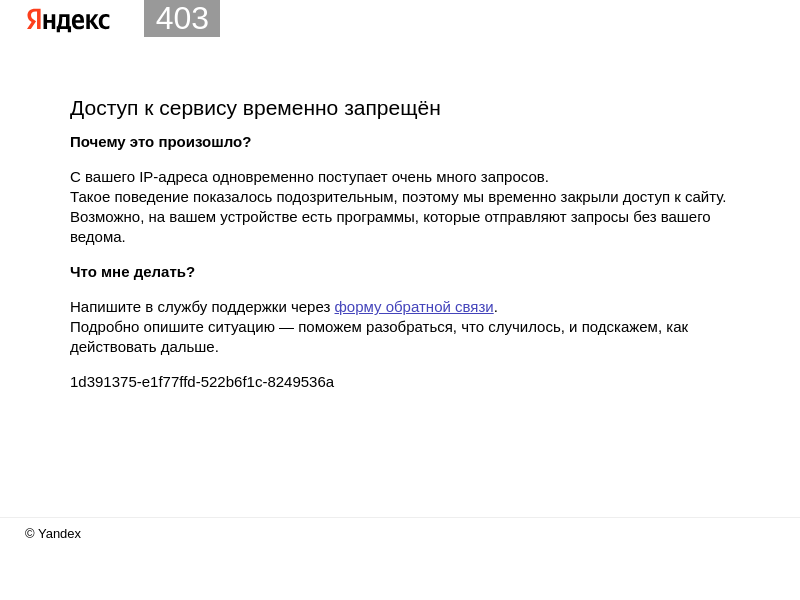 Яндекс
403
Доступ к сервису временно запрещён
Почему это произошло?
С вашего IP-адреса одновременно поступает очень много запросов.
Такое поведение показалось подозрительным, поэтому мы временно закрыли доступ к сайту.
Возможно, на вашем устройстве есть программы, которые отправляют запросы без вашего
ведома.
Что мне делать?
Напишите в службу поддержки через форму обратной связи.
Подробно опишите ситуацию — поможем разобраться, что случилось, и подскажем, как
действовать дальше.
1d391375-e1f77ffd-522b6f1c-8249536a
© Yandex